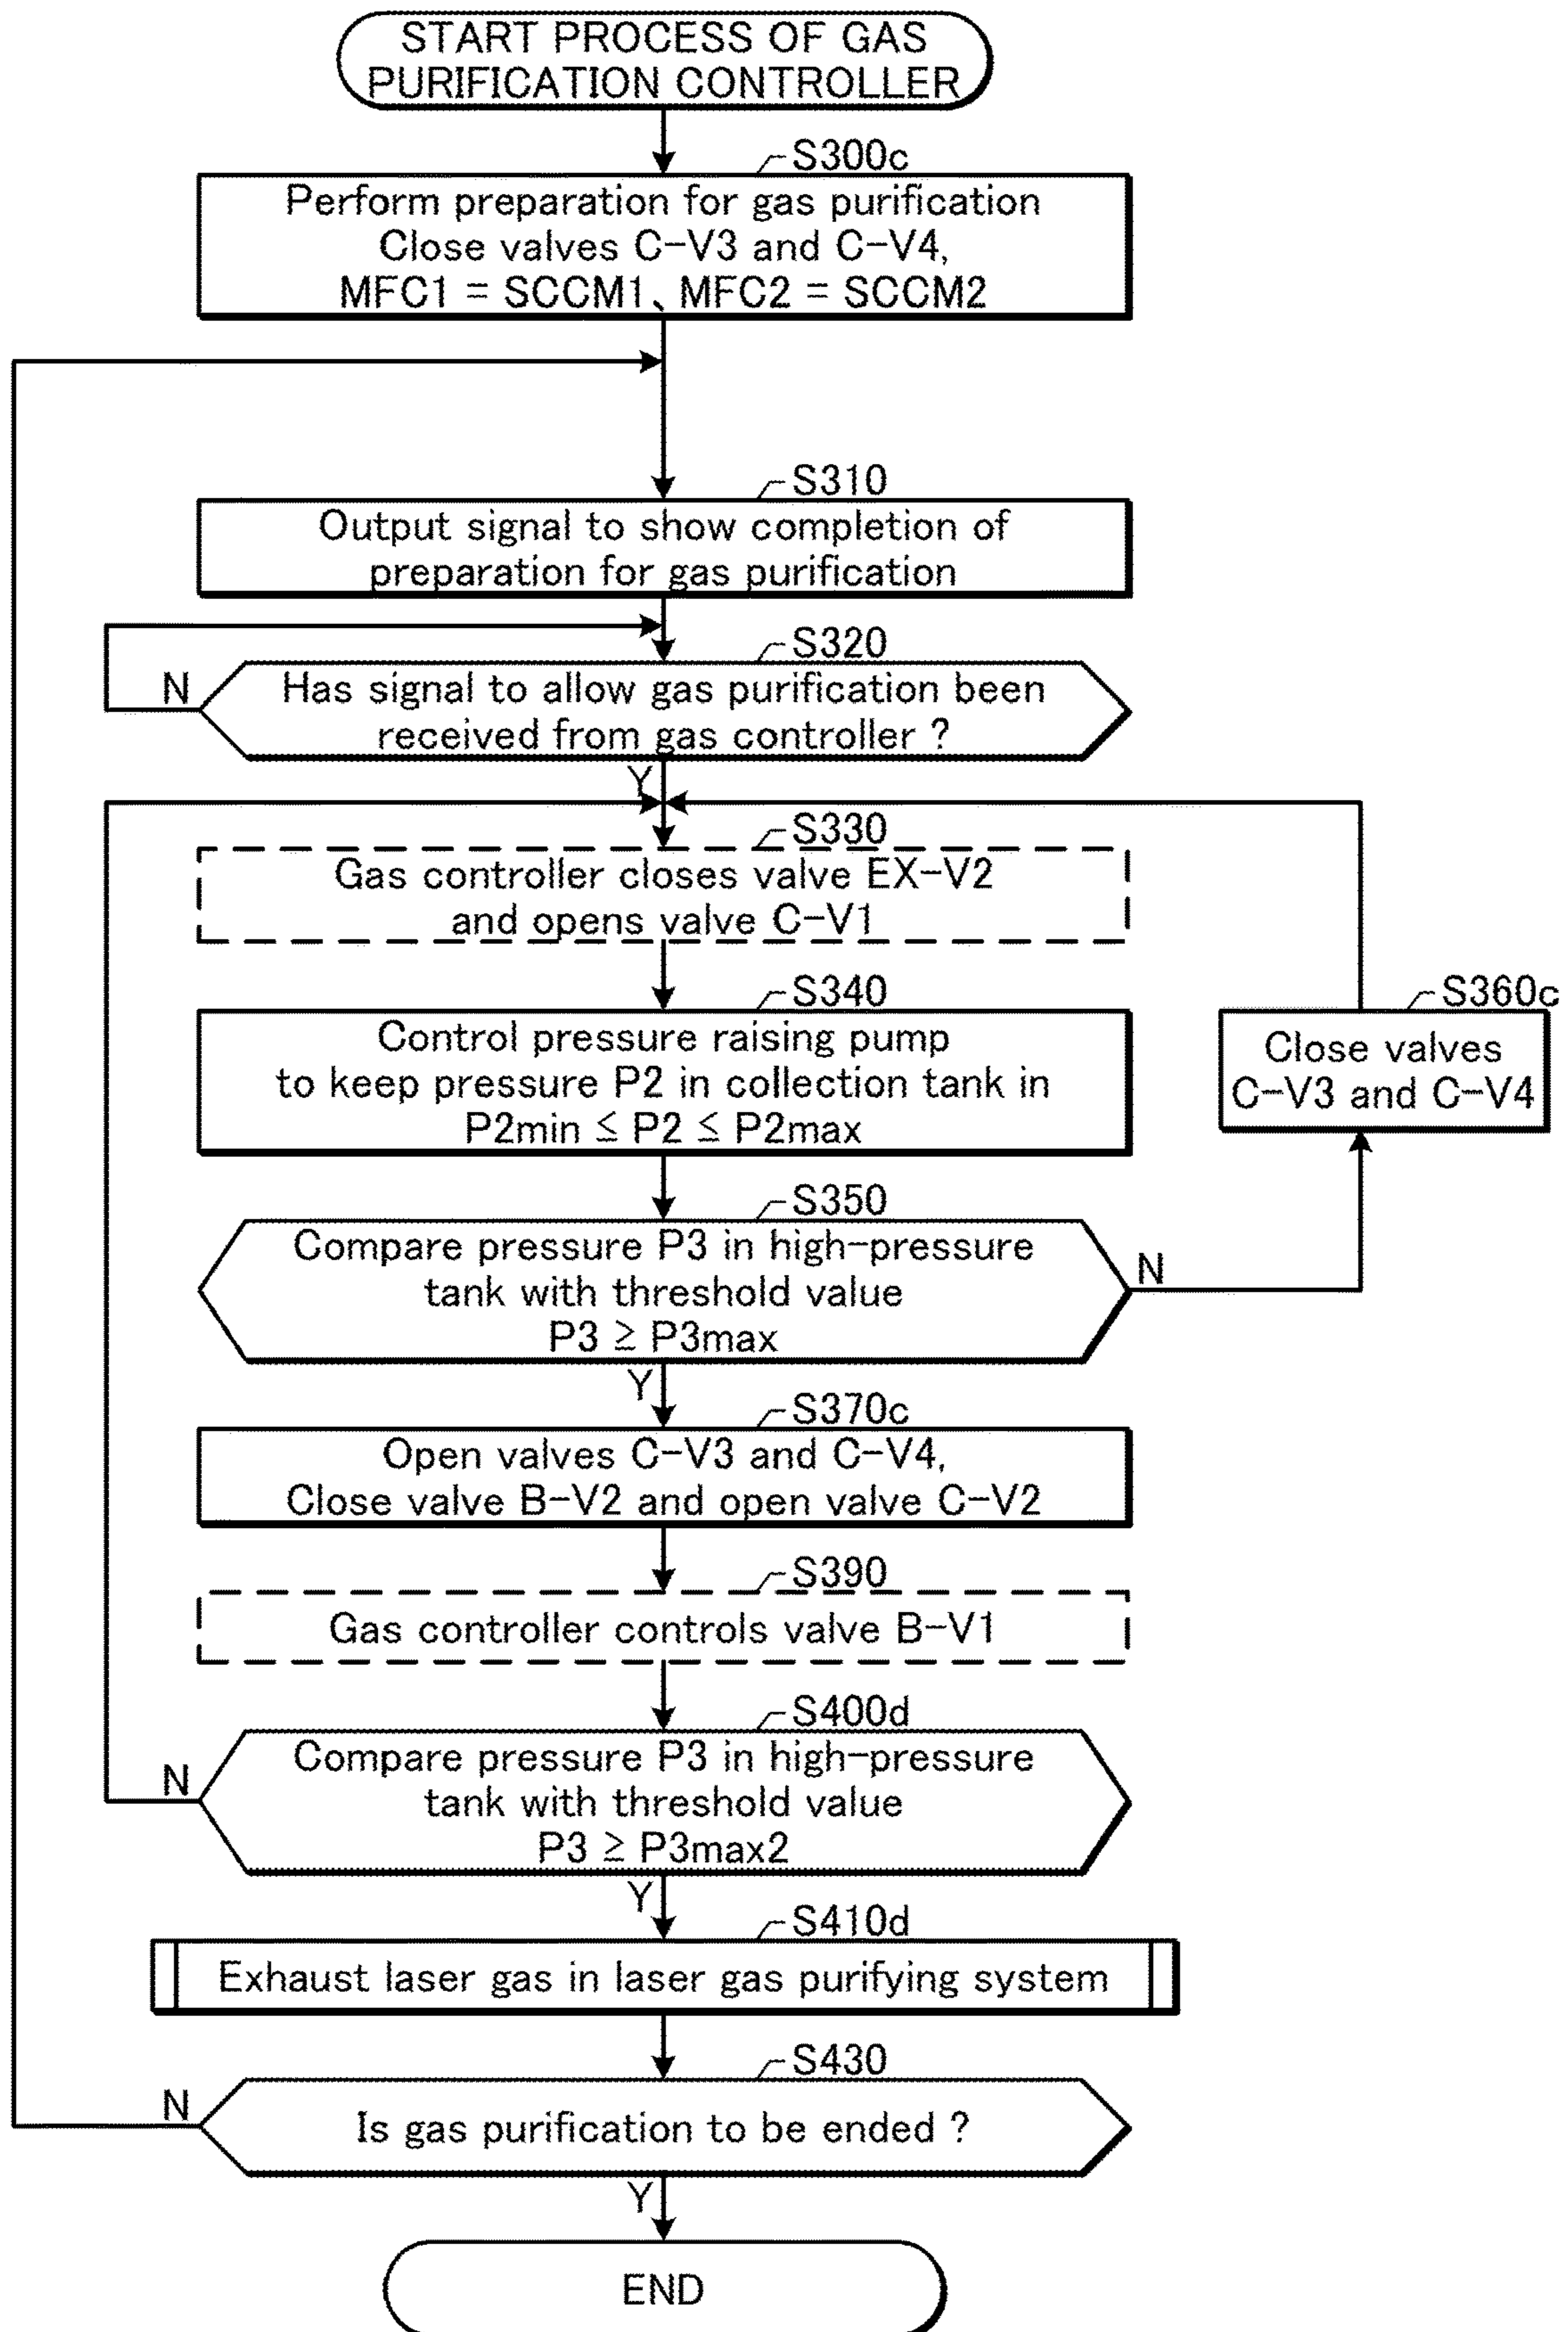 START PROCESS OF GAS
PURIFICATION CONTROLLER
S300c
Perform preparation for gas purification
Close valves C-V3 and C-V4,
MFC1 = SCCM1、MFC2 = SCCM2
S310
Output signal to show completion of
preparation for gas purification
S320
N
Has signal to allow gas purification been
received from gas controller ?
Y
S330
Gas controller closes valve EX-V2
and opens valve C-V1
S340
Control pressure raising pump
to keep pressure P2 in collection tank in
P2min ≦ P2 ≦ P2max
S360c
Close valves
C-V3 and C-V4
S350
Compare pressure P3 in high-pressure
tank with threshold value
P3 ≧ P3max
N
Y
S370c
Open valves C-V3 and C-V4,
Close valve B-V2 and open valve C-V2
S390
Gas controller controls valve B-V1
S400d
Compare pressure P3 in high-pressure
tank with threshold value
P3 ≧ P3max2
N
Y
S410d
Exhaust laser gas in laser gas purifying system
S430
N
Is gas purification to be ended ?
Y
END